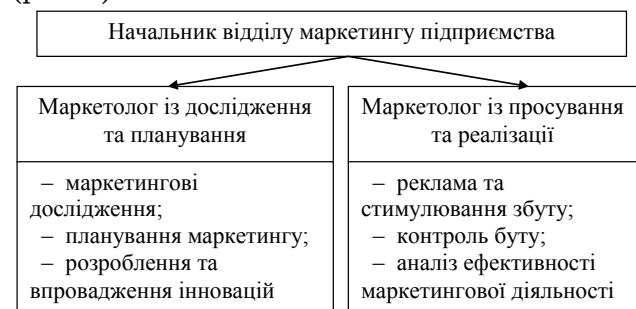 Начальник відділу маркетингу підприємства
Маркетолог із дослідження
та планування
– маркетингові
дослідження;
– планування маркетингу;
– розроблення та
впровадження інновацій
Маркетолог із просування
та реалізації
– реклама та
стимулювання збуту;
– контроль буту;
– аналіз ефективності
маркетингової діяльності